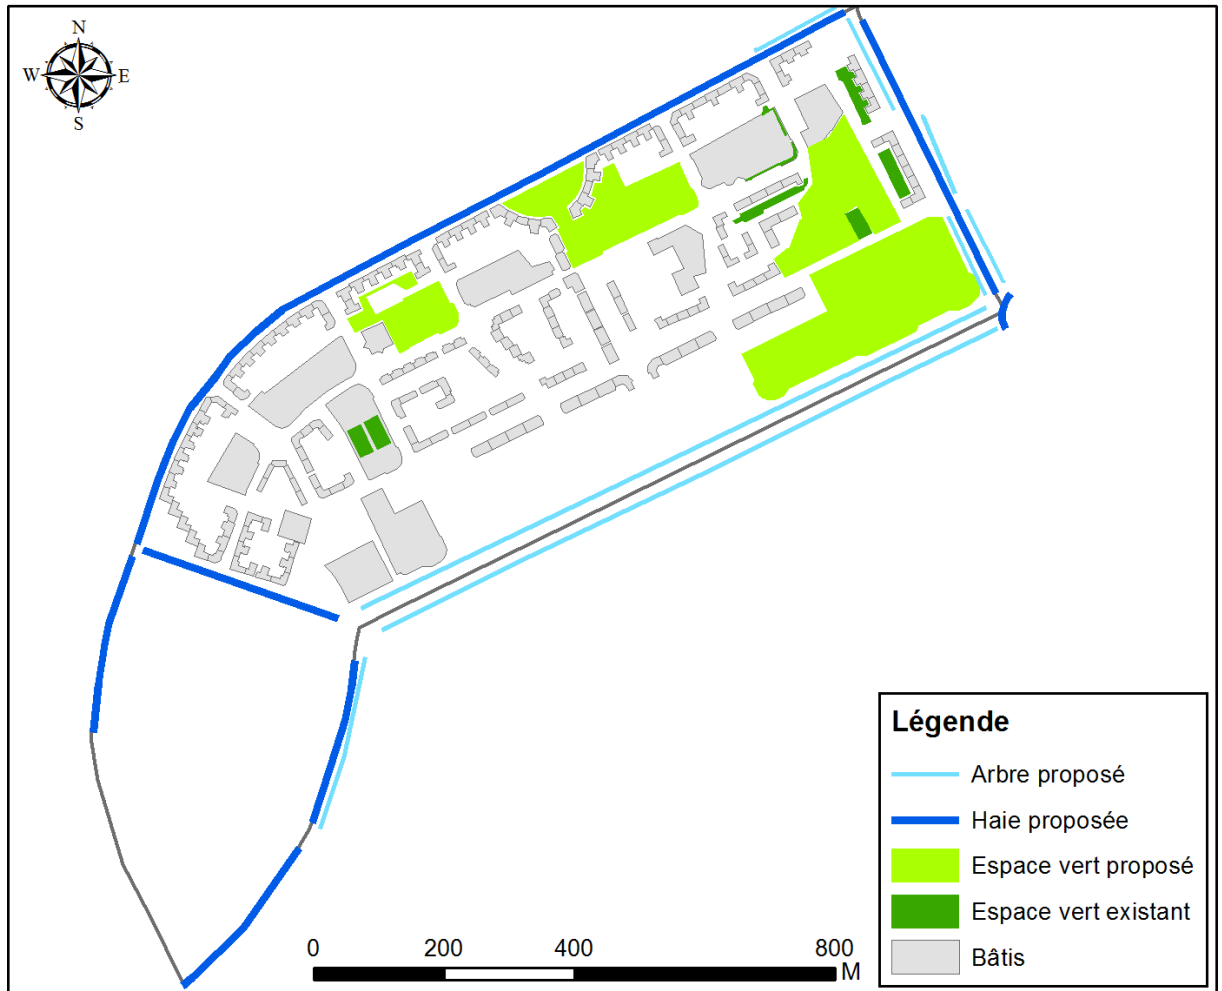 N
W E
S
Légende
Arbre proposé
Haie proposée
Espace vert proposé
Espace vert existant
Bâtis
0 200 400 800
M